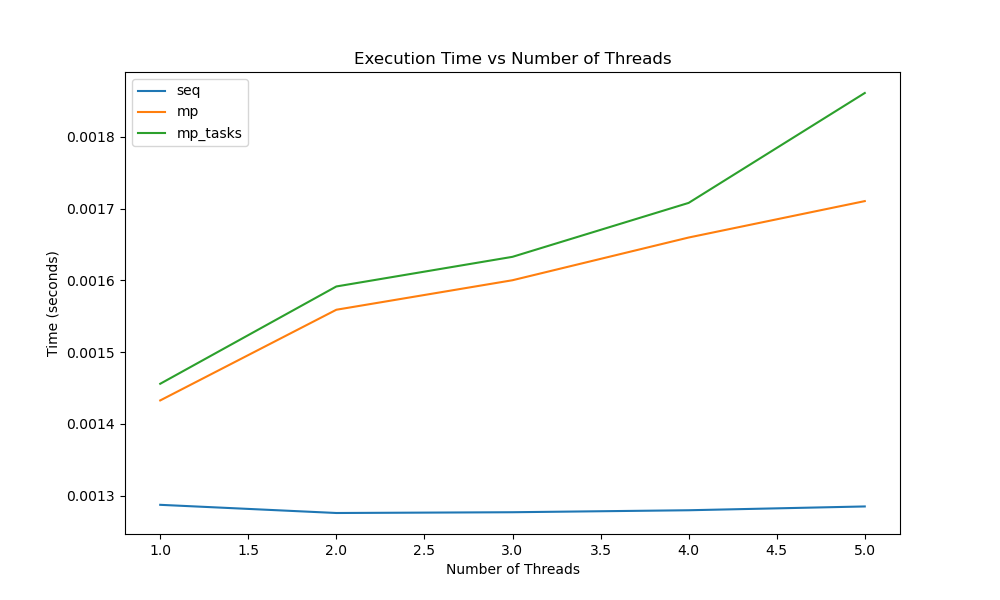 Execution Time vs Number of Threads
seq
mp
mp_tasks
Time (seconds)
0.0018
0.0017
0.0016
0.0015
0.0014
0.0013
1.0 1.5 2.0 2.5 3.0 3.5 4.0 4.5 5.0
Number of Threads